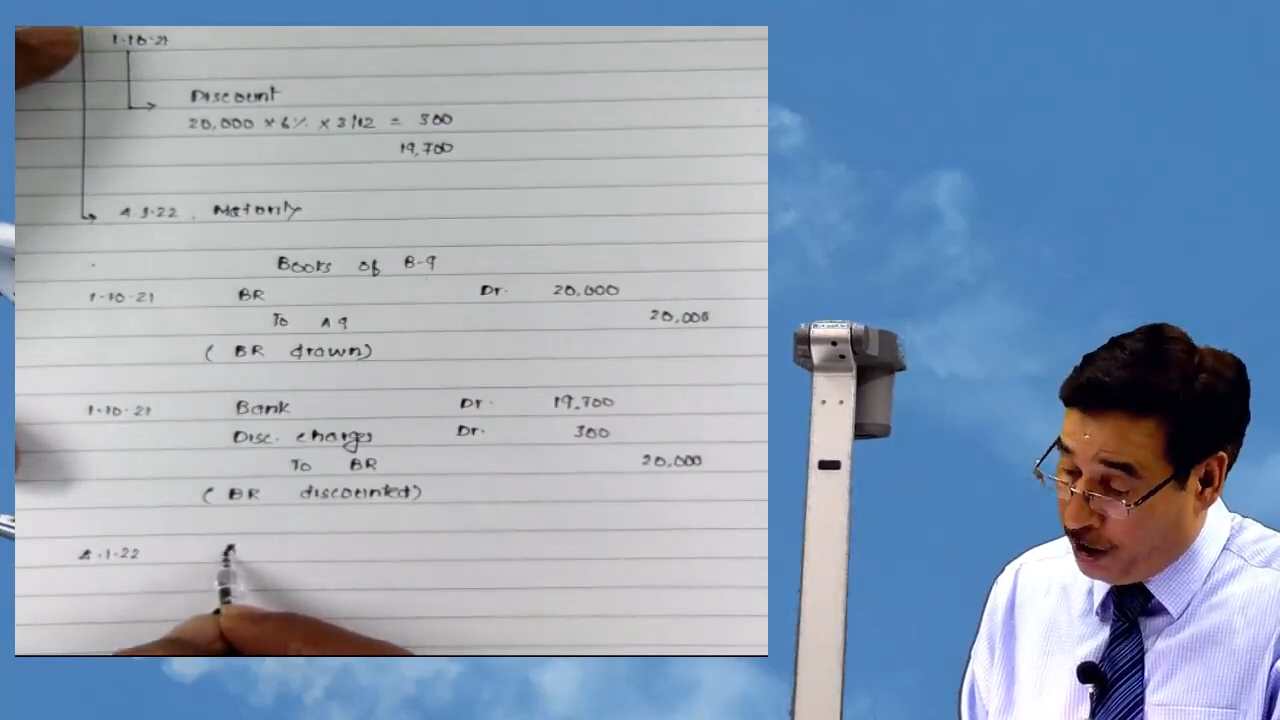 1-10-21
Discount
20,000 × 6% × 3/12 = 300
19,700
4.1.22. Maturity
Books of B-9
1-10-21 BR Dr. 20,000
To A 9 20,000
( BR drawn)
1-10-21 Bank Dr. 19,700
Disc. charges Dr. 300
To BR 20,000
( BR discounted)
4.1.22